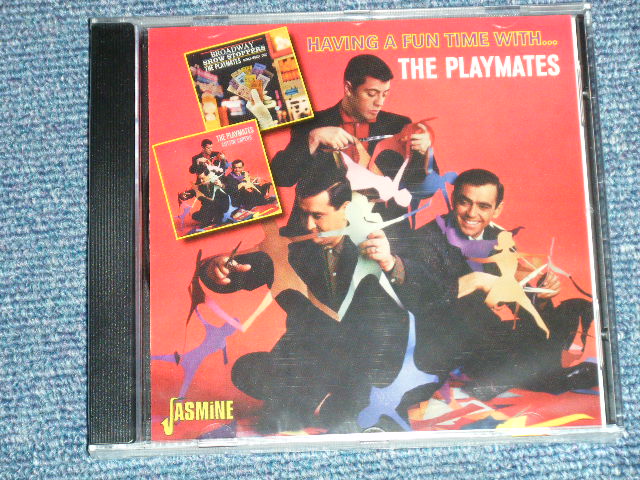 HAVING A FUN TIME WITH...
THE PLAYMATES
BROADWAY
SHOW STOPPERS
THE PLAYMATES
THE PLAYMATES
JASMiNE